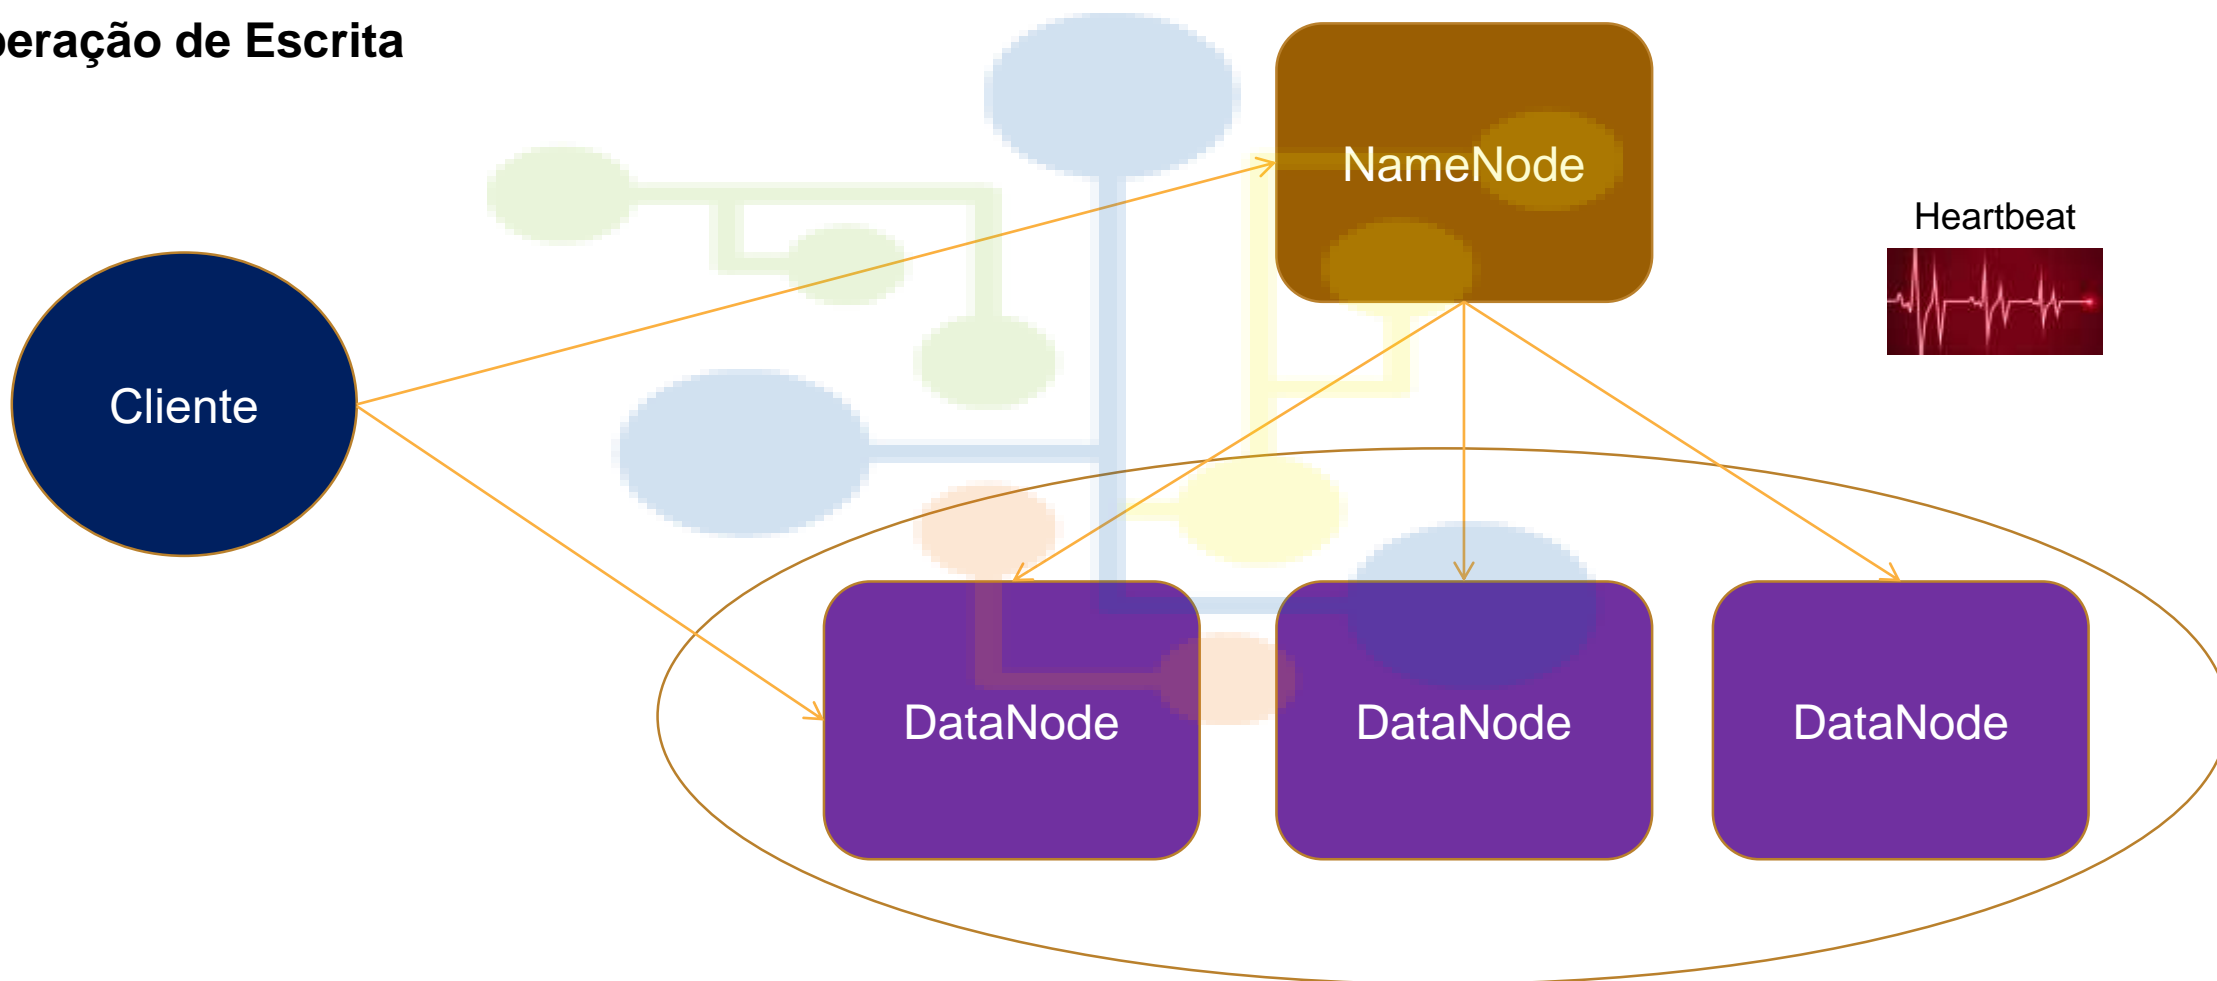 peração de Escrita
NameNode
Heartbeat
Cliente
DataNode
DataNode
DataNode